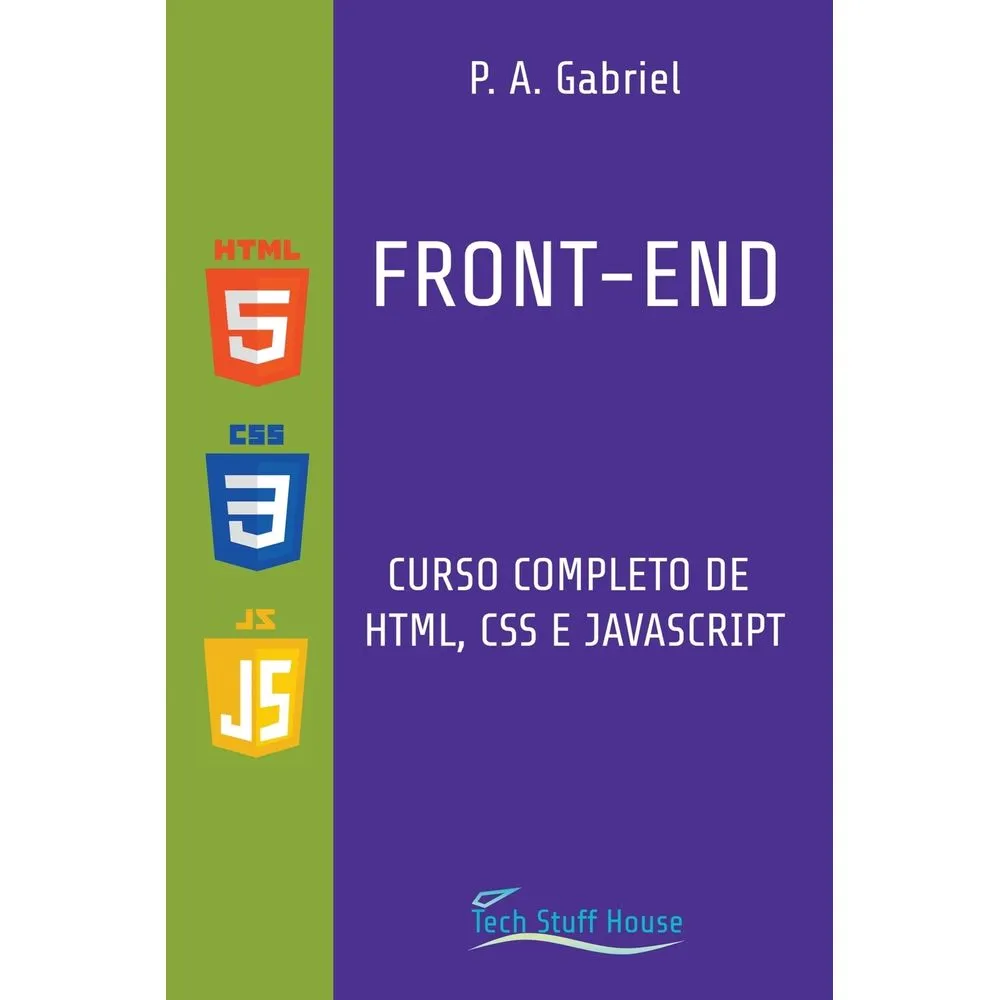 P. A. Gabriel
FRONT-END
HTML
5
CSS
3
JS
JS
CURSO COMPLETO DE
HTML, CSS E JAVASCRIPT
Tech Stuff House